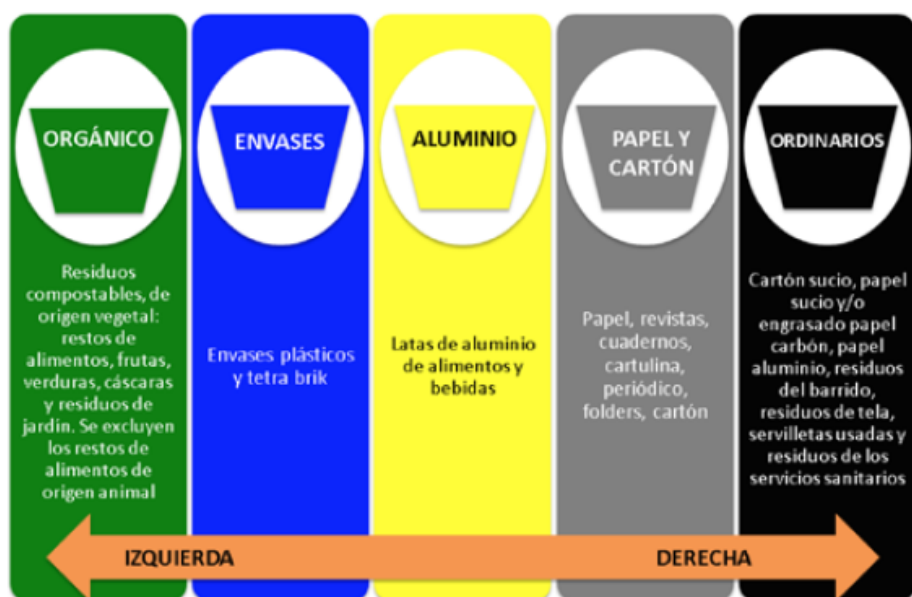 ORGÁNICO
Residuos
compostables, de
origen vegetal:
restos de
alimentos, frutas,
verduras, cáscaras
y residuos de
jardín. Se excluyen
los restos de
alimentos de
origen animal
ENVASES
Envases plásticos
y tetra brik
ALUMINIO
Latas de aluminio
de alimentos y
bebidas
PAPEL Y
CARTÓN
Papel, revistas,
cuadernos,
cartulina,
periódico,
folders, cartón
ORDINARIOS
Cartón sucio, papel
sucio y/o
engrasado papel
carbón, papel
aluminio, residuos
del barrido,
residuos de tela,
servilletas usadas y
residuos de los
servicios sanitarios
IZQUIERDA
DERECHA